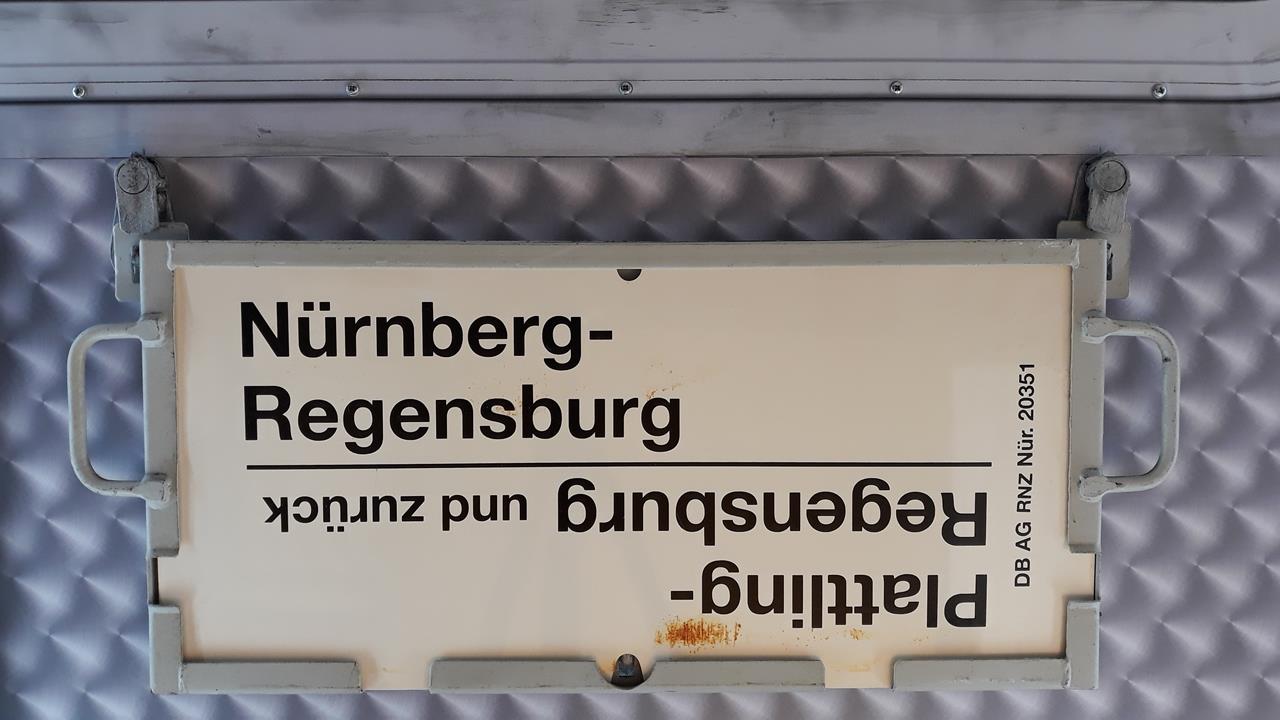 Nürnberg-
Regensburg
Plattling-
Regensburg und zurück
DB AG RNZ Nür. 20351